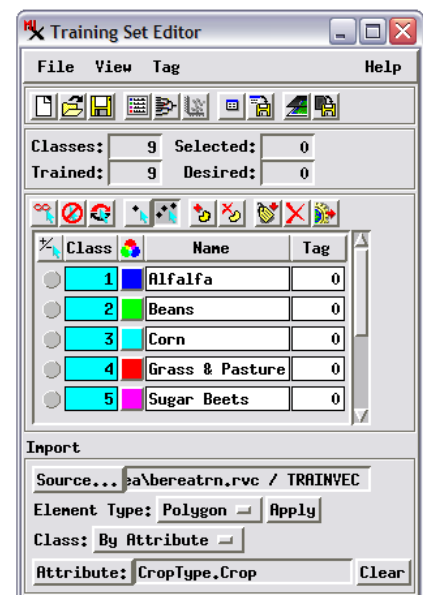 Training Set Editor
File View Tag Help
Classes: 9 Selected: 0
Trained: 9 Desired: 0
Class Name Tag
1 Alfalfa 0
2 Beans 0
3 Corn 0
4 Grass & Pasture 0
5 Sugar Beets 0
Import
Source... ea\bereatrn.rvc / TRAINVEC
Element Type: Polygon Apply
Class: By Attribute
Attribute: CropType.Crop Clear